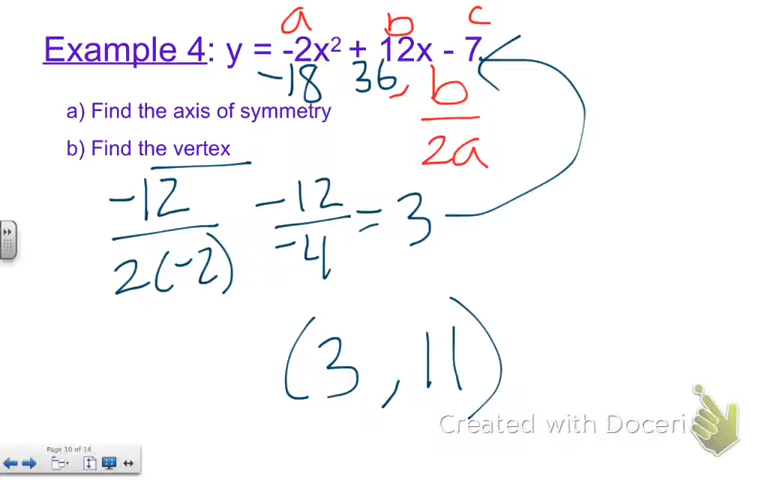 a b c
Example 4: y = -2x² + 12x - 7
-18 36
- b
2a
a) Find the axis of symmetry
b) Find the vertex
-12 / 2(-2) -12 / -4 = 3
(3, 11)
Created with Doceri
Page 10 of 14